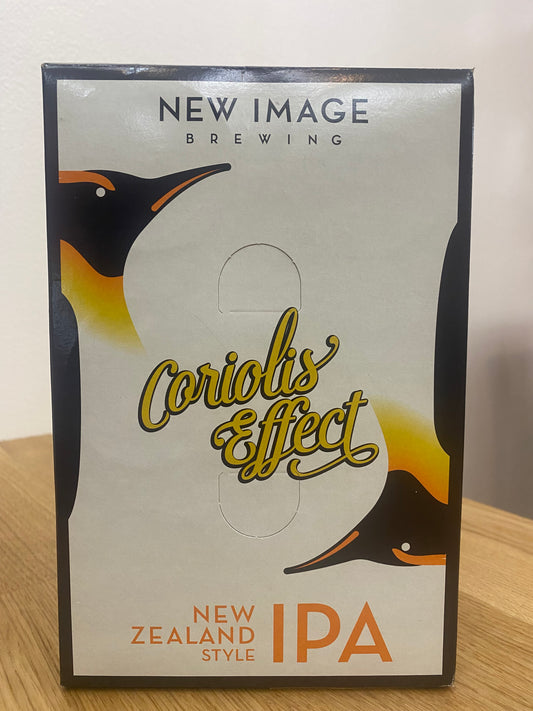 NEW IMAGE
BREWING
Coriolis
Effect
NEW
ZEALAND
STYLE
IPA